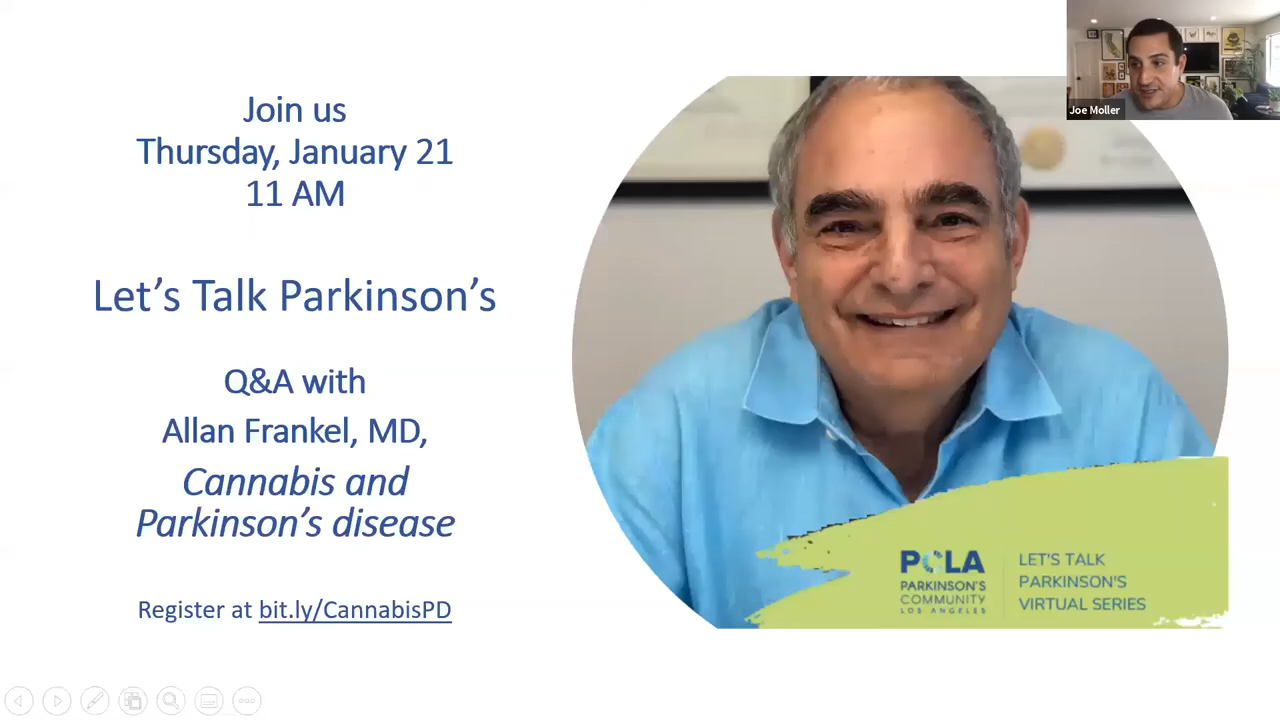 Join us
Thursday, January 21
11 AM
Let's Talk Parkinson's
Q&A with
Allan Frankel, MD,
Cannabis and
Parkinson's disease
Register at bit.ly/CannabisPD
Joe Moller
PCLA
PARKINSON'S
COMMUNITY
LOS ANGELES
LET'S TALK
PARKINSON'S
VIRTUAL SERIES